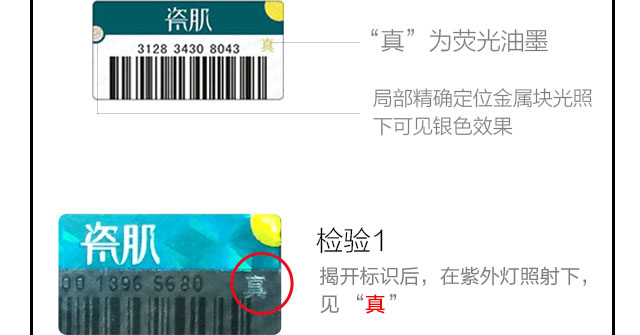 瓷肌
3128 3430 8043
真
“真”为荧光油墨
局部精确定位金属块光照
下可见银色效果
瓷肌
00 1396 5680
真
检验1
揭开标识后，在紫外灯照射下，
见“真”